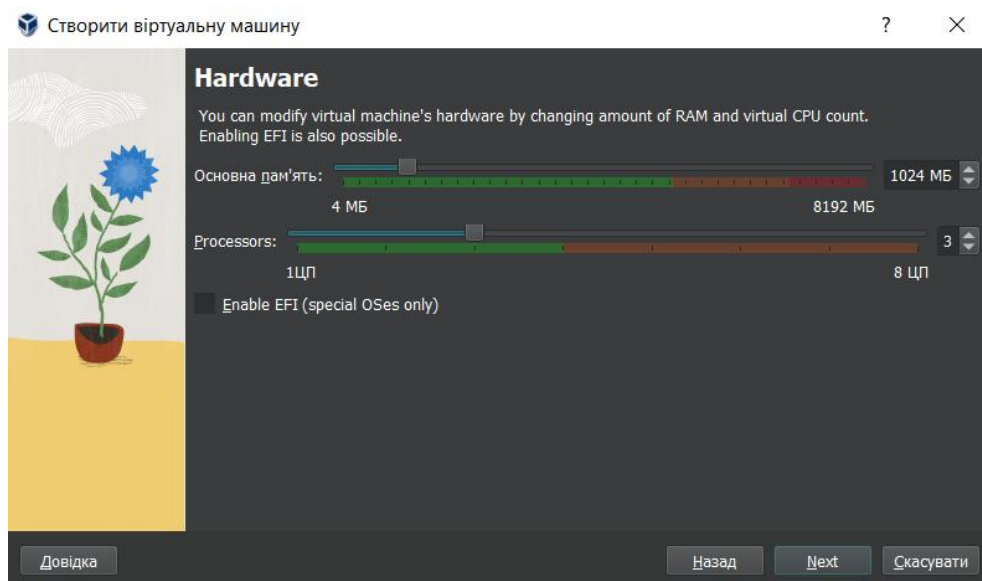 Створити віртуальну машину
Hardware
You can modify virtual machine's hardware by changing amount of RAM and virtual CPU count.
Enabling EFI is also possible.
Основна пам'ять: 1024 МБ
4 МБ 8192 МБ
Processors: 3
1ЦП 8 ЦП
Enable EFI (special OSes only)
Довідка Назад Next Скасувати